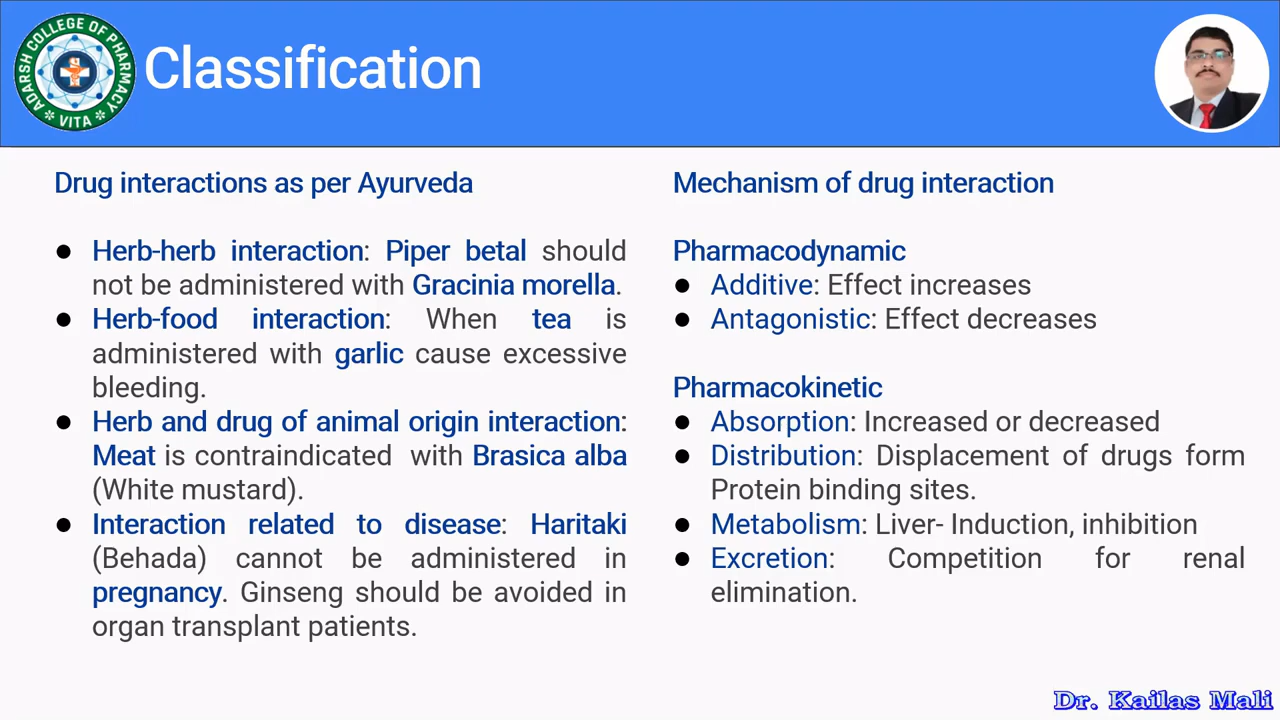 ADARSH COLLEGE OF PHARMACY
VITA
Classification
Drug interactions as per Ayurveda
● Herb-herb interaction: Piper betal should
not be administered with Gracinia morella.
● Herb-food interaction: When tea is
administered with garlic cause excessive
bleeding.
● Herb and drug of animal origin interaction:
Meat is contraindicated with Brasica alba
(White mustard).
● Interaction related to disease: Haritaki
(Behada) cannot be administered in
pregnancy. Ginseng should be avoided in
organ transplant patients.
Mechanism of drug interaction
Pharmacodynamic
● Additive: Effect increases
● Antagonistic: Effect decreases
Pharmacokinetic
● Absorption: Increased or decreased
● Distribution: Displacement of drugs form
Protein binding sites.
● Metabolism: Liver- Induction, inhibition
● Excretion: Competition for renal
elimination.
Dr. Kailas Mali